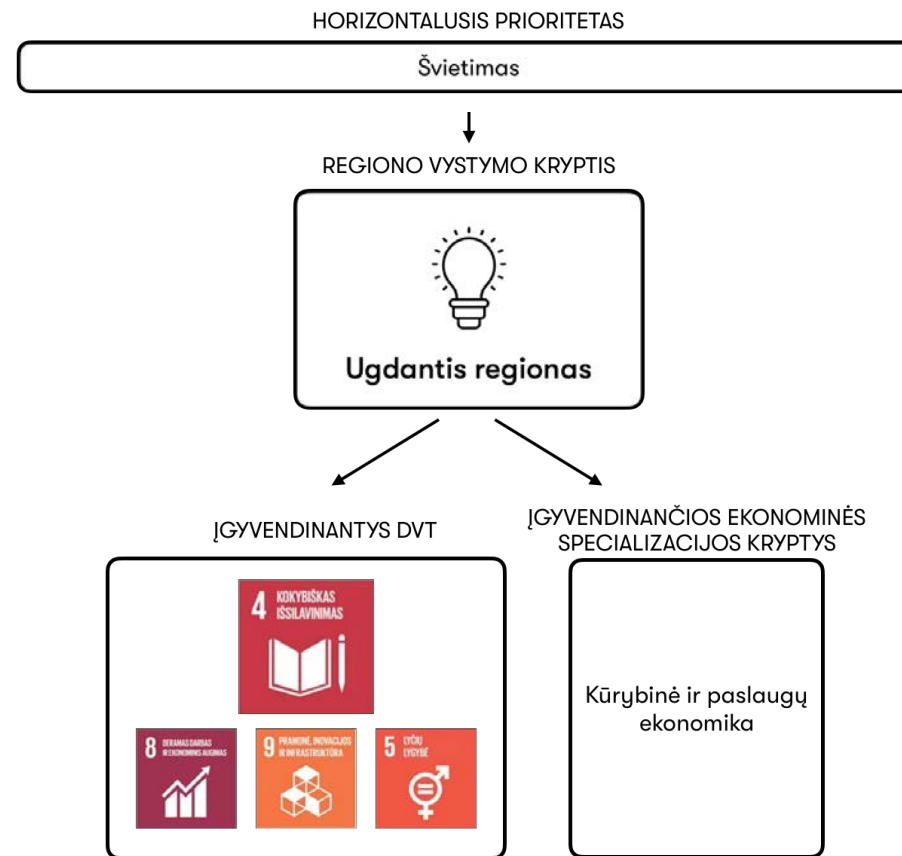 HORIZONTALUSIS PRIORITETAS
Švietimas
REGIONO VYSTYMO KRYPTIS
Ugdantis regionas
ĮGYVENDINANTYS DVT
4 KOKYBIŠKAS
IŠSILAVINIMAS
8 DERAMAS DARBAS
IR EKONOMINIS AUGIMAS
9 PRAMONĖ, INOVACIJOS
IR INFRASTRUKTŪRA
5 LYČIŲ
LYGYBĖ
ĮGYVENDINANČIOS EKONOMINĖS
SPECIALIZACIJOS KRYPTYS
Kūrybinė ir paslaugų
ekonomika